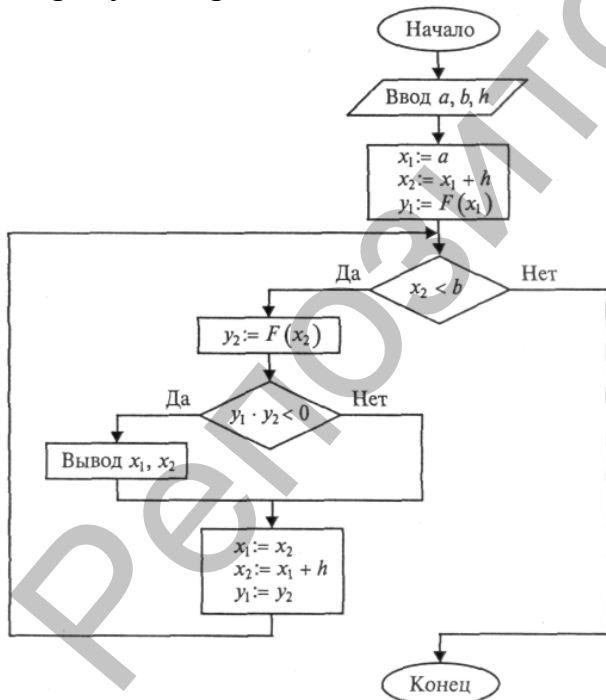 Начало
Ввод a, b, h
x₁:= a
x₂:= x₁ + h
y₁:= F (x₁)
x₂ < b
Да
Нет
y₂:= F (x₂)
y₁ · y₂ < 0
Да
Нет
Вывод x₁, x₂
x₁:= x₂
x₂:= x₁ + h
y₁:= y₂
Конец
Репозито